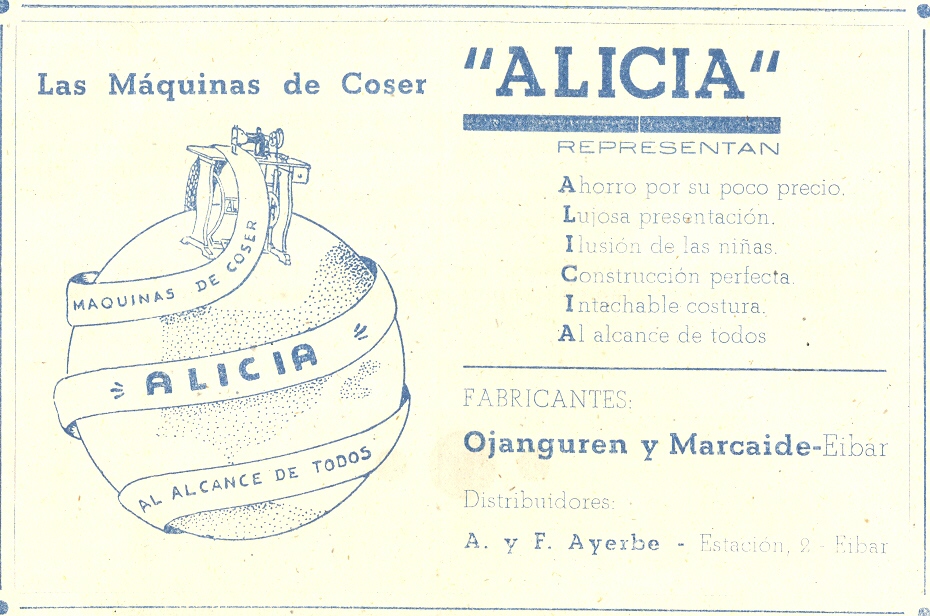 Las Máquinas de Coser
"ALICIA"
REPRESENTAN
Ahorro por su poco precio.
Lujosa presentación.
Ilusión de las niñas.
Construcción perfecta.
Intachable costura.
Al alcance de todos
MAQUINAS DE COSER
"ALICIA"
AL ALCANCE DE TODOS
FABRICANTES:
Ojanguren y Marcaide-Eibar
Distribuidores:
A. y F. Ayerbe - Estación, 2 - Eibar